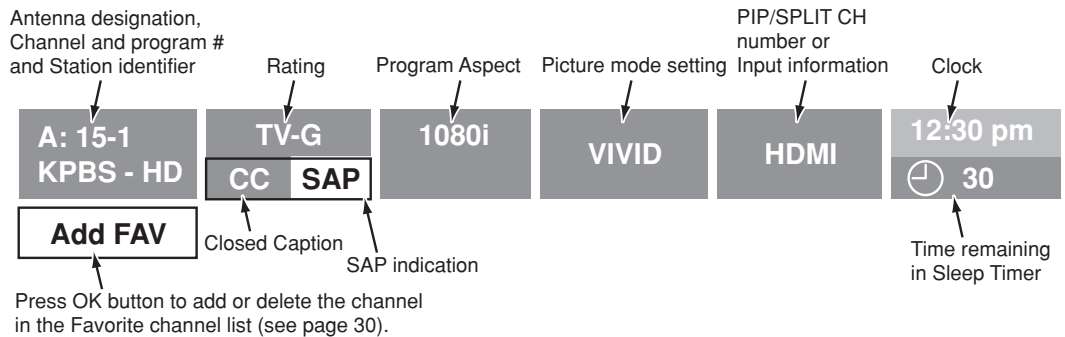 Antenna designation,
Channel and program #
and Station identifier
Rating
Program Aspect
Picture mode setting
PIP/SPLIT CH
number or
Input information
Clock
A: 15-1
KPBS - HD
TV-G
CC SAP
1080i
VIVID
HDMI
12:30 pm
30
Add FAV
Closed Caption
SAP indication
Time remaining
in Sleep Timer
Press OK button to add or delete the channel
in the Favorite channel list (see page 30).